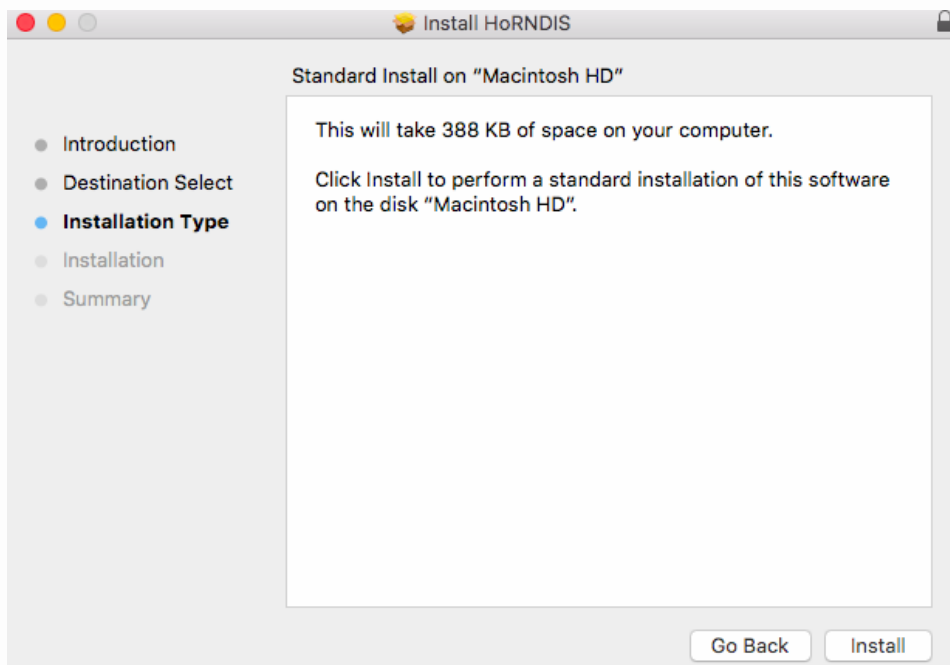 Install HoRNDIS
Standard Install on “Macintosh HD”
Introduction
Destination Select
Installation Type
Installation
Summary
This will take 388 KB of space on your computer.
Click Install to perform a standard installation of this software
on the disk “Macintosh HD”.
Go Back
Install